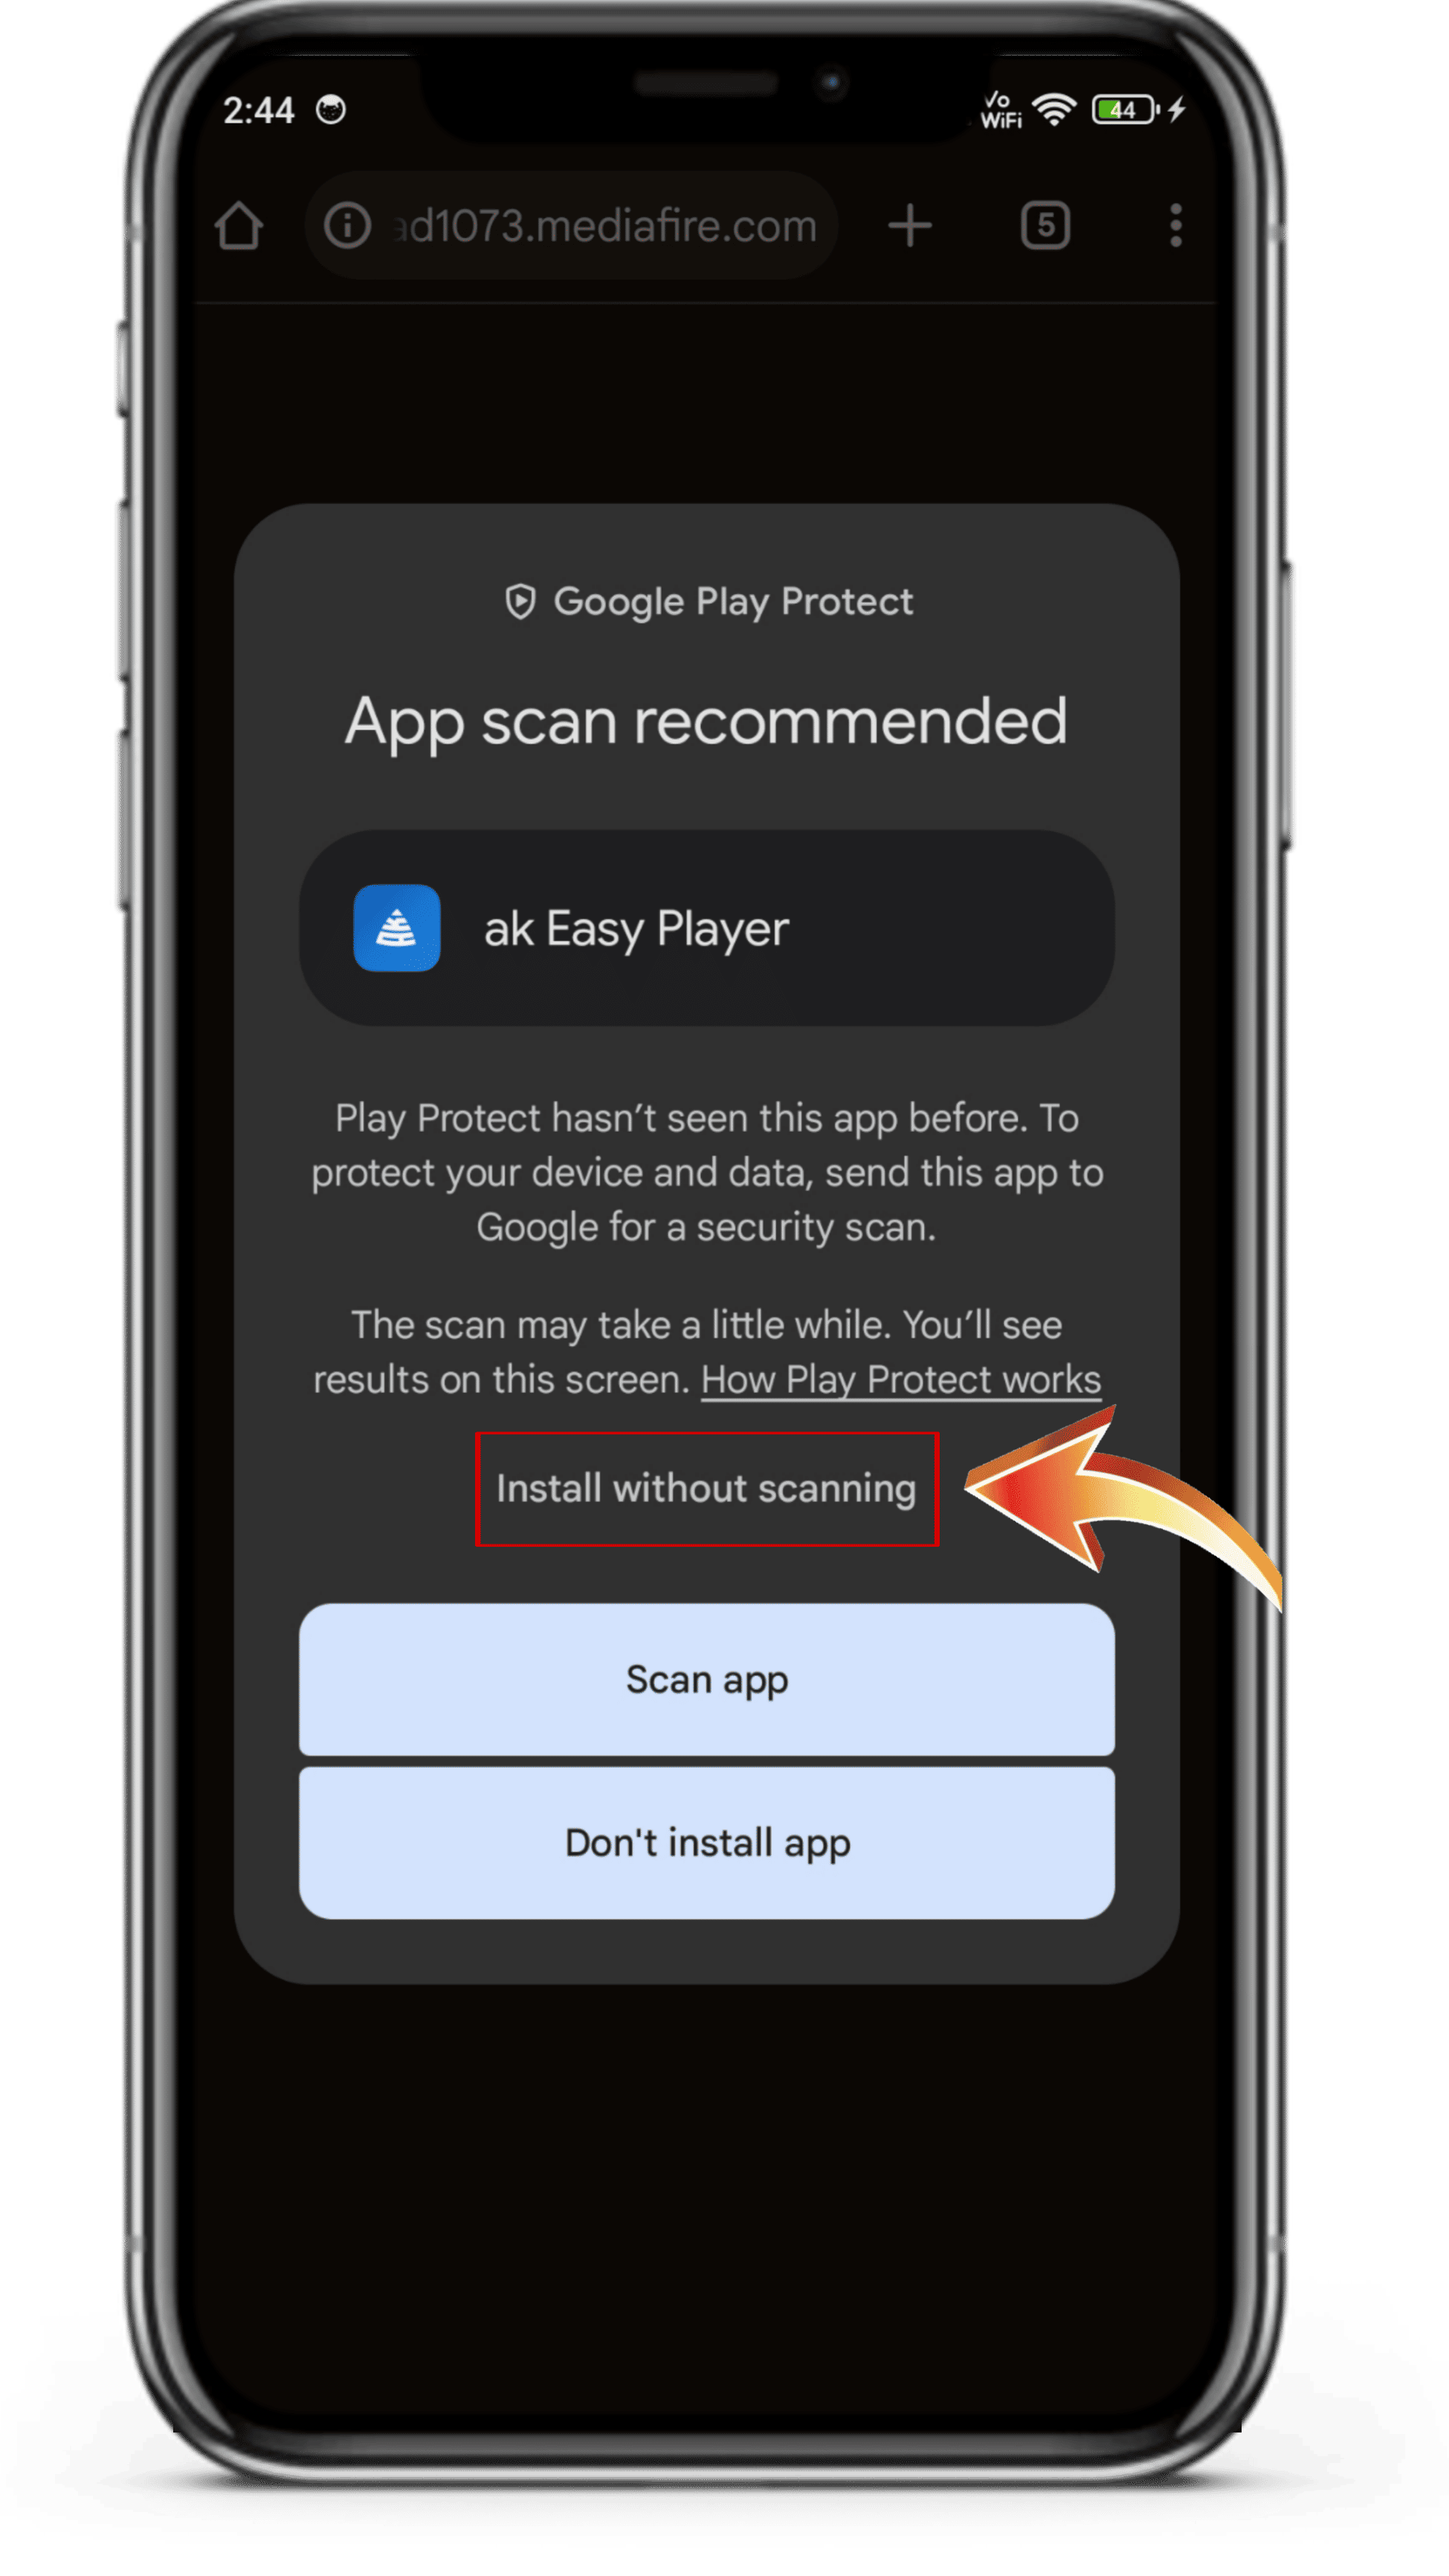 2:44
Vo
WiFi
44
ad1073.mediafire.com
5
Google Play Protect
App scan recommended
ak Easy Player
Play Protect hasn’t seen this app before. To
protect your device and data, send this app to
Google for a security scan.
The scan may take a little while. You’ll see
results on this screen. How Play Protect works
Install without scanning
Scan app
Don't install app